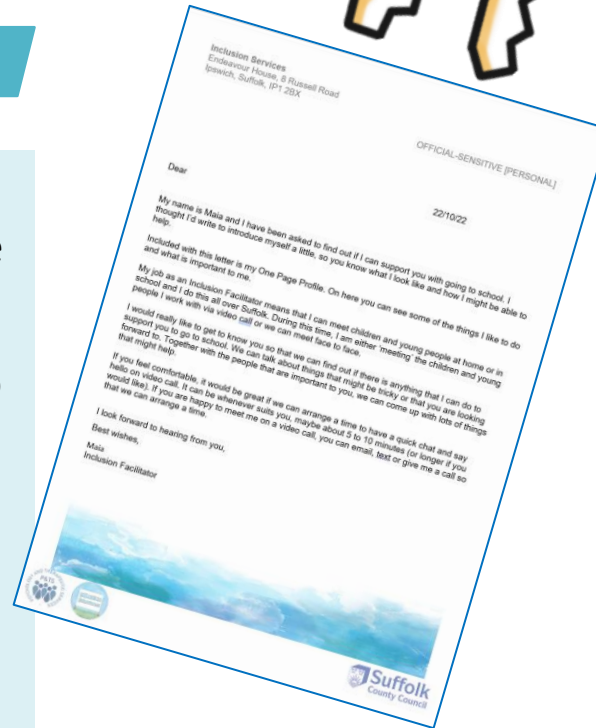 Inclusion Services
Endeavour House, 8 Russell Road
Ipswich, Suffolk, IP1 2BX
OFFICIAL-SENSITIVE [PERSONAL]
22/10/22
Dear
My name is Maia and I have been asked to find out if I can support you with going to school. I
thought I'd write to introduce myself a little, so you know what I look like and how I might be able to
help.
Included with this letter is my One Page Profile. On here you can see some of the things I like to do
and what is important to me.
My job as an Inclusion Facilitator means that I can meet children and young people at home or in
school and I do this all over Suffolk. During this time, I am either 'meeting' the children and young
people I work with via video call or we can meet face to face.
I would really like to get to know you so that we can find out if there is anything that I can do to
support you to go to school. We can talk about things that might be tricky or that you are looking
forward to. Together with the people that are important to you, we can come up with lots of things
that might help.
If you feel comfortable, it would be great if we can arrange a time to have a quick chat and say
hello on video call. It can be whenever suits you, maybe about 5 to 10 minutes (or longer if you
would like). If you are happy to meet me on a video call, you can email, text or give me a call so
that we can arrange a time.
I look forward to hearing from you,
Best wishes,
Maia
Inclusion Facilitator
Suffolk
County Council